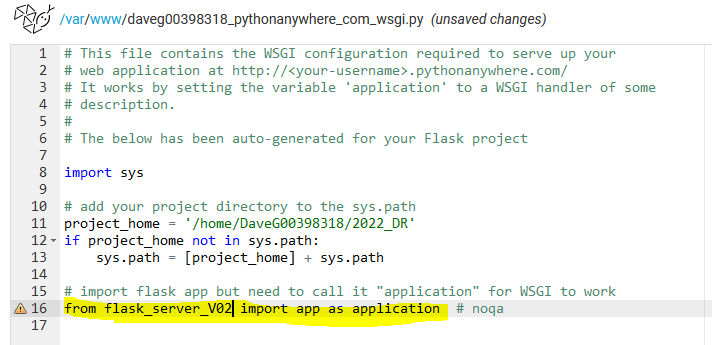 /var/www/daveg00398318_pythonanywhere_com_wsgi.py (unsaved changes)
1 # This file contains the WSGI configuration required to serve up your
2 # web application at http://<your-username>.pythonanywhere.com/
3 # It works by setting the variable 'application' to a WSGI handler of some
4 # description.
5 #
6 # The below has been auto-generated for your Flask project
7
8 import sys
9
10 # add your project directory to the sys.path
11 project_home = '/home/DaveG00398318/2022_DR'
12 if project_home not in sys.path:
13     sys.path = [project_home] + sys.path
14
15 # import flask app but need to call it "application" for WSGI to work
16 from flask_server_V02 import app as application  # noqa
17